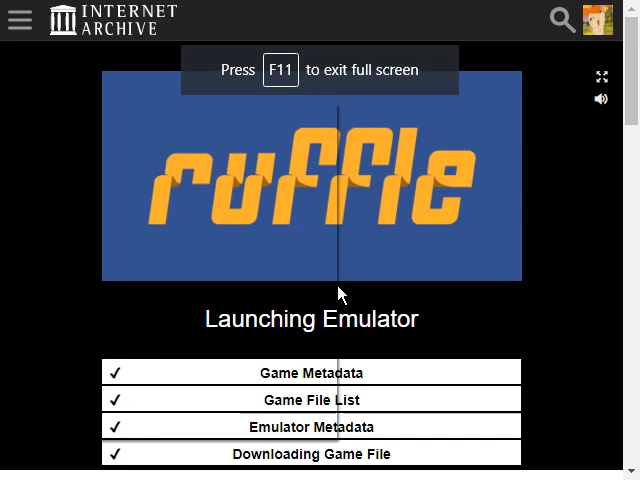 INTERNET
ARCHIVE
Press F11 to exit full screen
ruffle
Launching Emulator
✔ Game Metadata
✔ Game File List
✔ Emulator Metadata
✔ Downloading Game File